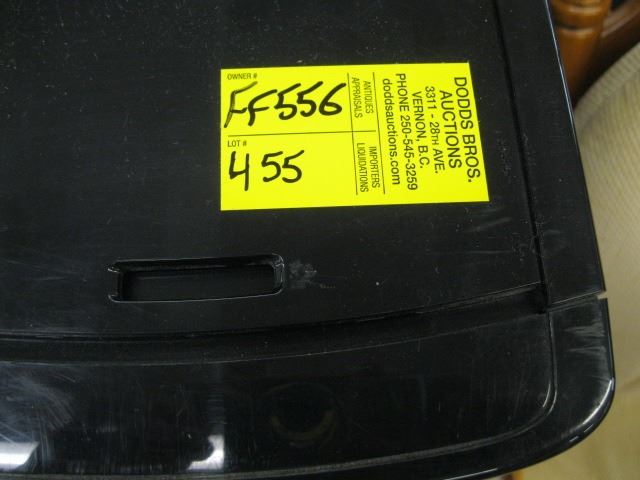 OWNER #
FF556
LOT #
455
ANTIQUES
APPRAISALS
IMPORTERS
LIQUIDATIONS
DODDS BROS.
AUCTIONS
3311 - 28TH AVE.
VERNON, B.C.
PHONE 250-545-3259
doddsauctions.com